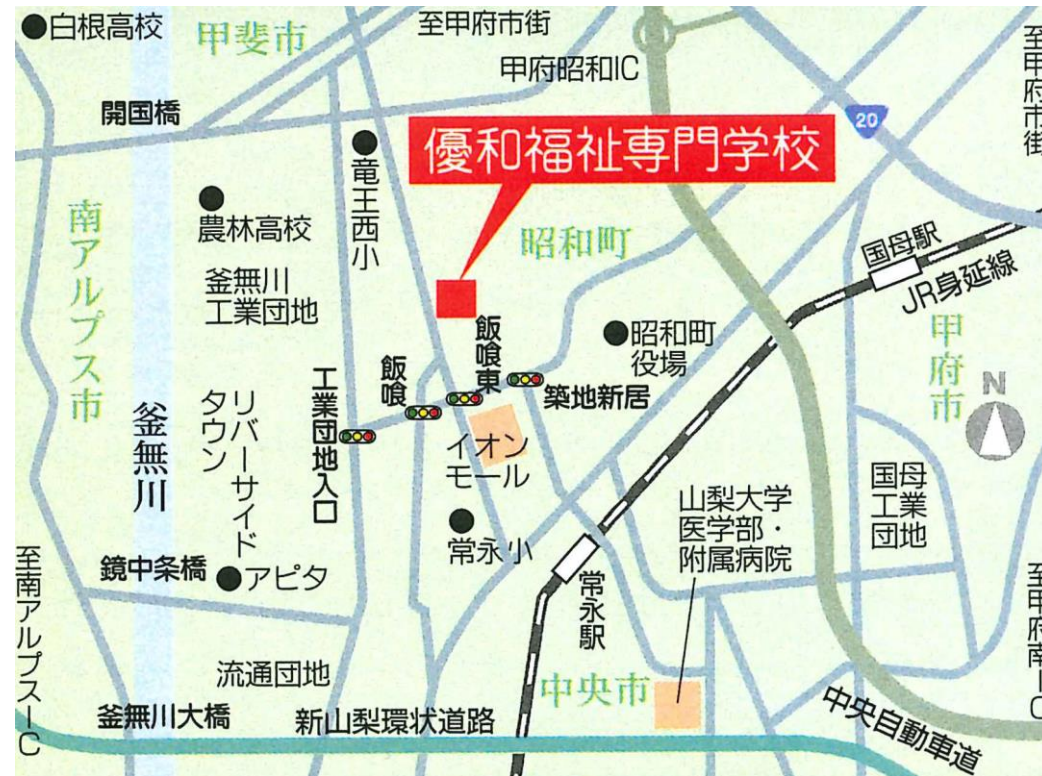 白根高校
甲斐市
至甲府市街
甲府昭和IC
至甲府市街
20
開国橋
優和福祉専門学校
竜王西小
農林高校
南アルプス市
昭和町
国母駅
JR身延線
釜無川
工業団地
飯喰東
昭和町
役場
甲府市
N
工業団地入口
飯喰
築地新居
釜無川
リバーサイド
タウン
イオン
モール
国母
工業
団地
山梨大学
医学部・
附属病院
常永小
至南アルプスIC
鏡中条橋
アピタ
常永駅
至甲府南IC
流通団地
中央市
釜無川大橋
新山梨環状道路
中央自動車道